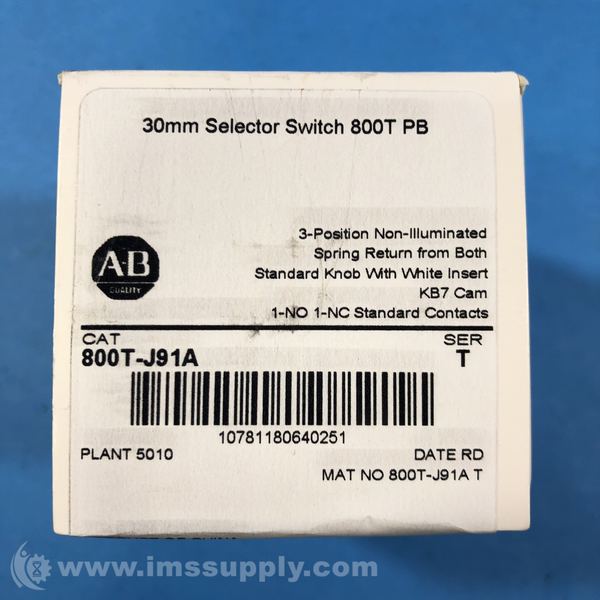 30mm Selector Switch 800T PB
3-Position Non-Illuminated
Spring Return from Both
Standard Knob With White Insert
KB7 Cam
1-NO 1-NC Standard Contacts
A-B
QUALITY
CAT
SER
800T-J91A
T
10781180640251
PLANT 5010
DATE RD
MAT NO 800T-J91A T
www.imssupply.com